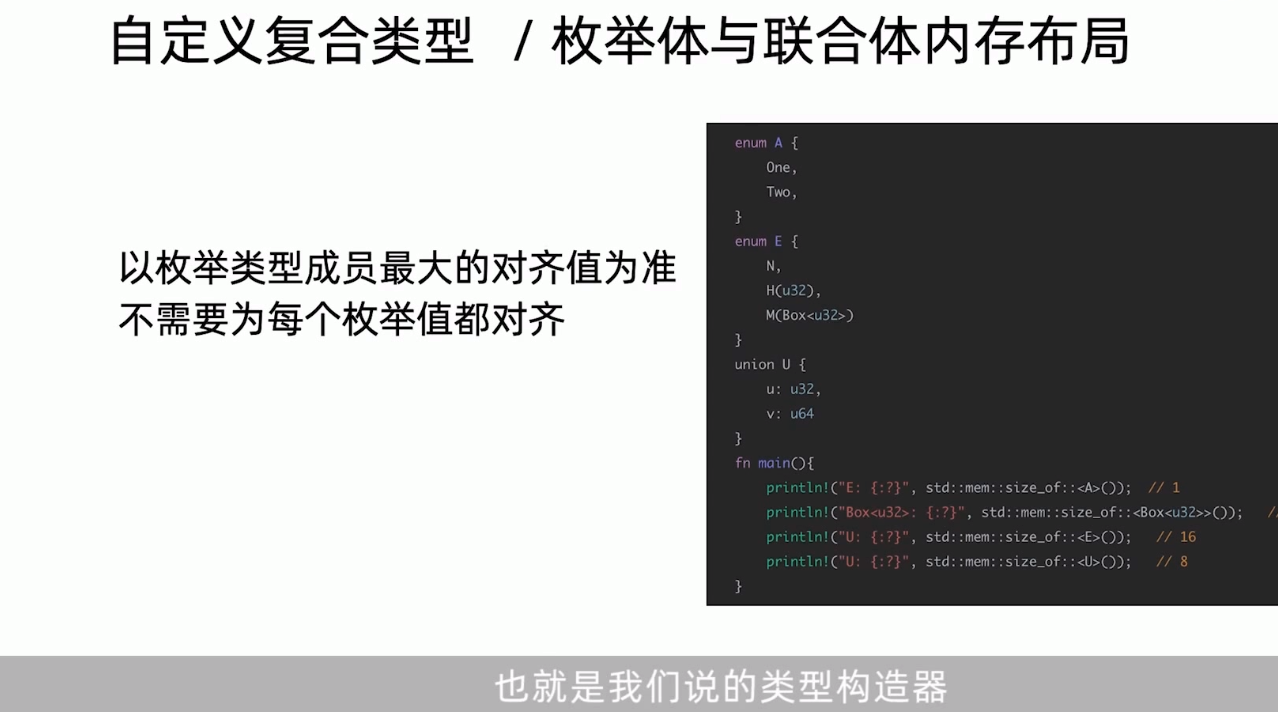 自定义复合类型 / 枚举体与联合体内存布局
以枚举类型成员最大的对齐值为准
不需要为每个枚举值都对齐
enum A {
One,
Two,
}
enum E {
N,
H(u32),
M(Box<u32>)
}
union U {
u: u32,
v: u64
}
fn main(){
println!("E: {:?}", std::mem::size_of::<A>()); // 1
println!("Box<u32>: {:?}", std::mem::size_of::<Box<u32>>()); //
println!("U: {:?}", std::mem::size_of::<E>()); // 16
println!("U: {:?}", std::mem::size_of::<U>()); // 8
}
也就是我们说的类型构造器